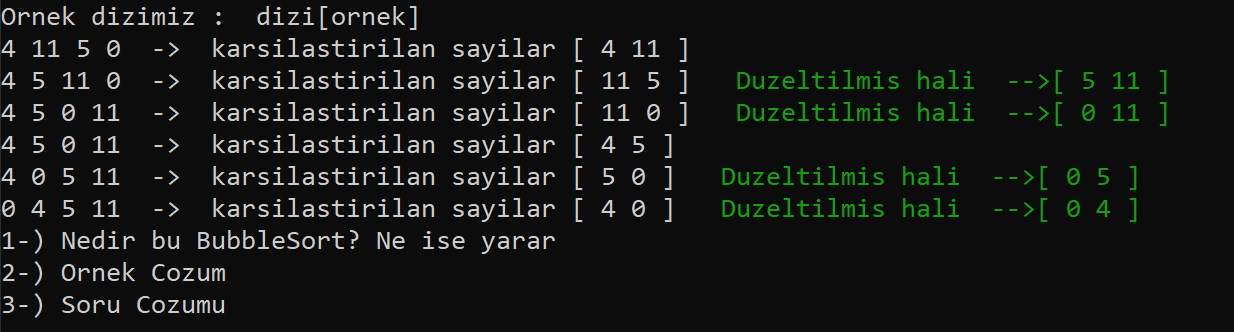 Ornek dizimiz :  dizi[ornek]
4 11 5 0  ->  karsilastirilan sayilar [ 4 11 ]
4 5 11 0  ->  karsilastirilan sayilar [ 11 5 ]   Duzeltilmis hali  -->[ 5 11 ]
4 5 0 11  ->  karsilastirilan sayilar [ 11 0 ]   Duzeltilmis hali  -->[ 0 11 ]
4 5 0 11  ->  karsilastirilan sayilar [ 4 5 ]
4 0 5 11  ->  karsilastirilan sayilar [ 5 0 ]   Duzeltilmis hali  -->[ 0 5 ]
0 4 5 11  ->  karsilastirilan sayilar [ 4 0 ]   Duzeltilmis hali  -->[ 0 4 ]
1-) Nedir bu BubbleSort? Ne ise yarar
2-) Ornek Cozum
3-) Soru Cozumu